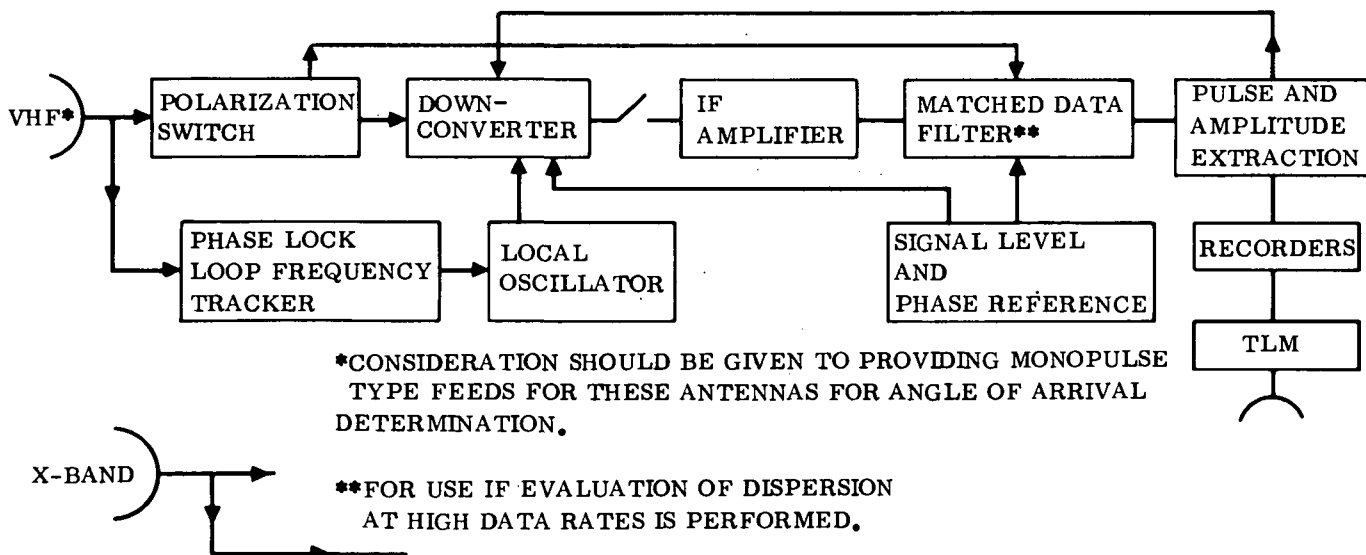 VHF*
POLARIZATION
SWITCH
DOWN-
CONVERTER
IF
AMPLIFIER
MATCHED DATA
FILTER**
PULSE AND
AMPLITUDE
EXTRACTION
PHASE LOCK
LOOP FREQUENCY
TRACKER
LOCAL
OSCILLATOR
SIGNAL LEVEL
AND
PHASE REFERENCE
RECORDERS
TLM
*CONSIDERATION SHOULD BE GIVEN TO PROVIDING MONOPULSE
TYPE FEEDS FOR THESE ANTENNAS FOR ANGLE OF ARRIVAL
DETERMINATION.
X-BAND
**FOR USE IF EVALUATION OF DISPERSION
AT HIGH DATA RATES IS PERFORMED.